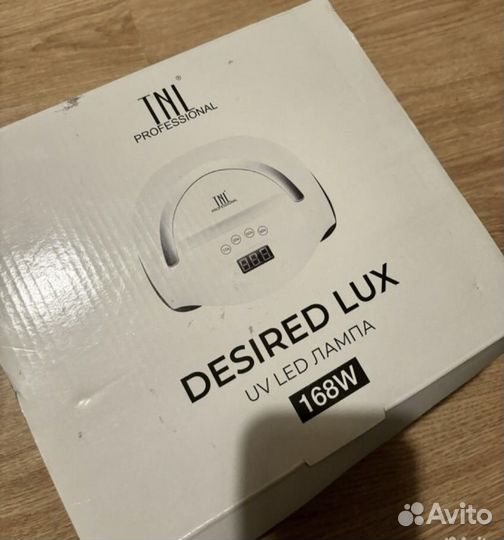 TNL®
PROFESSIONAL
TNL®
PROFESSIONAL
DESIRED LUX
UV LED ЛАМПА
168W
Avito